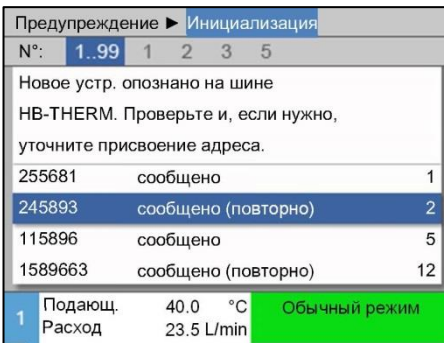 Предупреждение ► Инициализация
N°: 1..99 1 2 3 5
Новое устр. опознано на шине
HB-THERM. Проверьте и, если нужно,
уточните присвоение адреса.
255681 сообщено 1
245893 сообщено (повторно) 2
115896 сообщено 5
1589663 сообщено (повторно) 12
1 Подающ. 40.0 °C Обычный режим
Расход 23.5 L/min